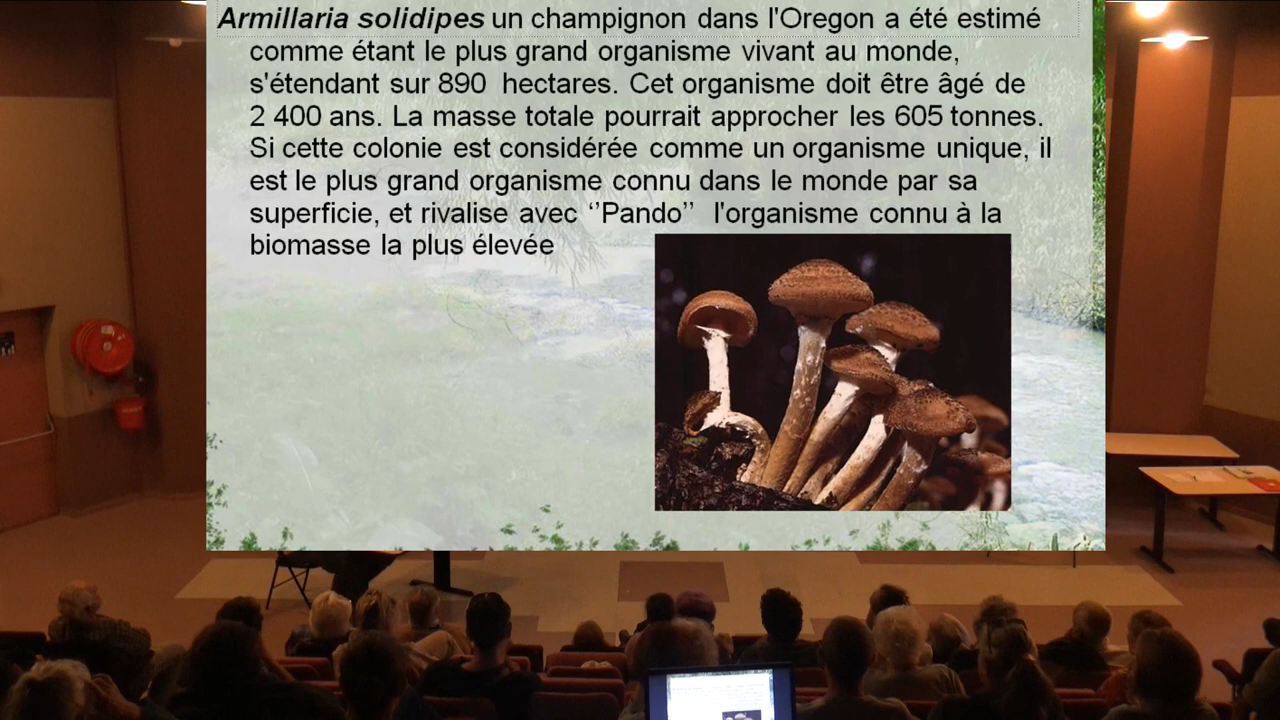 Armillaria solidipes un champignon dans l'Oregon a été estimé
comme étant le plus grand organisme vivant au monde,
s'étendant sur 890 hectares. Cet organisme doit être âgé de
2 400 ans. La masse totale pourrait approcher les 605 tonnes.
Si cette colonie est considérée comme un organisme unique, il
est le plus grand organisme connu dans le monde par sa
superficie, et rivalise avec ‘’Pando’’ l'organisme connu à la
biomasse la plus élevée